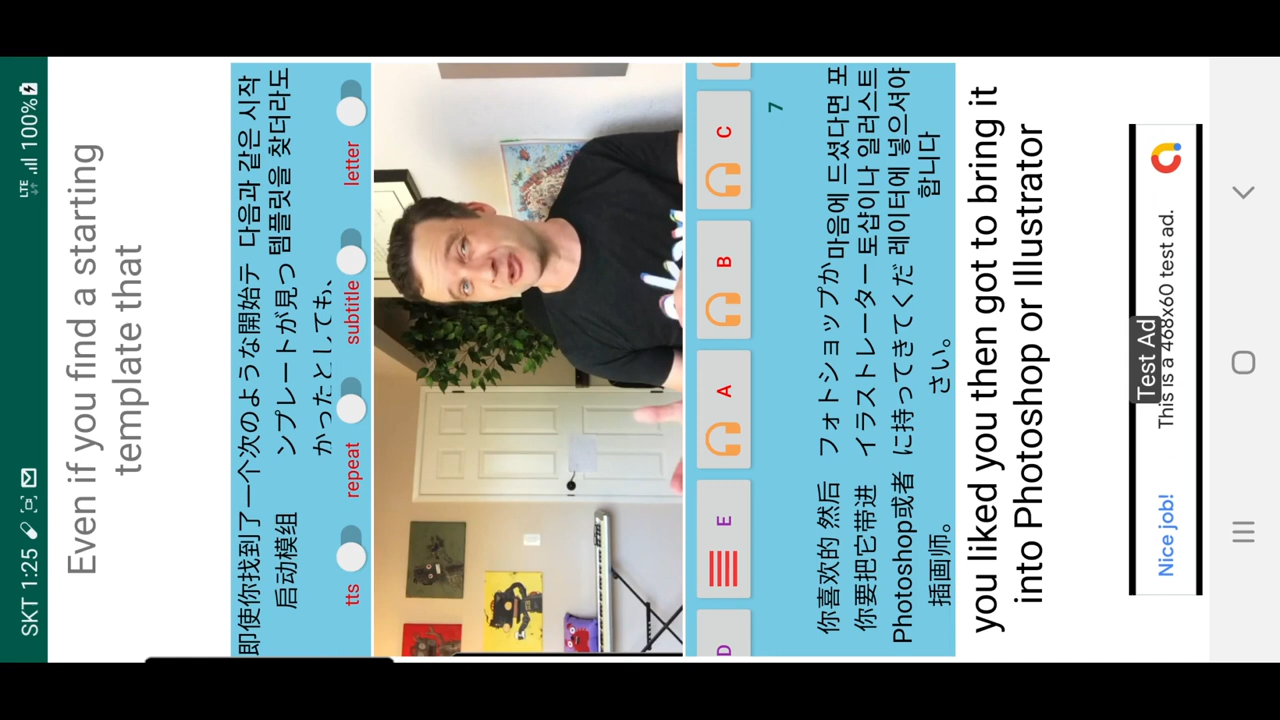 SKT 1:25 LTE 100%
Even if you find a starting
template that
即使你找到了一个
启动模组
次のような開始テ
ンプレートが見つ
かったとしても、
다음과 같은 시작
템플릿을 찾더라도
tts repeat subtitle letter
D E A B C
7
你喜欢的 然后
你要把它带进
Photoshop或者
插画师。
フォトショップか
イラストレーター
に持ってきてくだ
さい。
마음에 드셨다면 포
토샵이나 일러스트
레이터에 넣으셔야
합니다
you liked you then got to bring it
into Photoshop or Illustrator
Test Ad
Nice job! This is a 468x60 test ad.